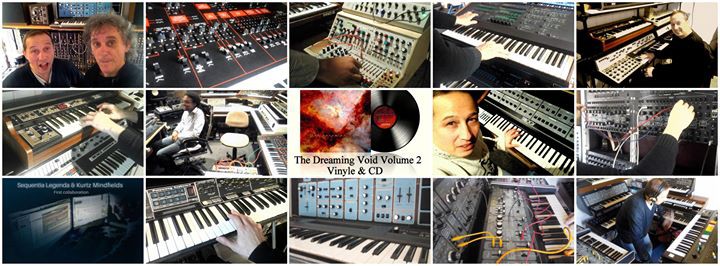 The Dreaming Void Volume 2
Vinyle & CD
Sequentia Legenda & Kurtz Mindfields
First collaboration